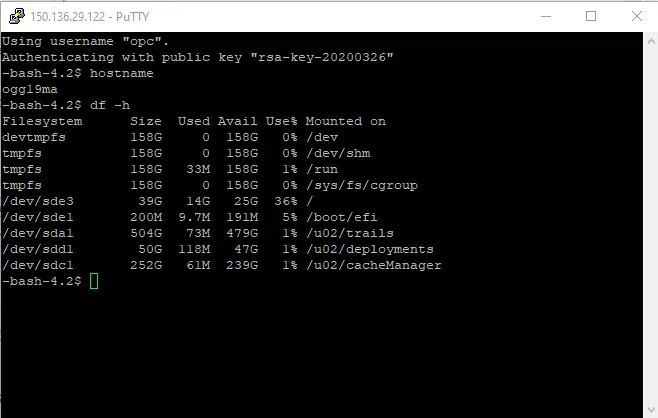 150.136.29.122 - PuTTY
Using username "opc".
Authenticating with public key "rsa-key-20200326"
-bash-4.2$ hostname
ogg19ma
-bash-4.2$ df -h
Filesystem      Size  Used Avail Use% Mounted on
devtmpfs        158G     0  158G   0% /dev
tmpfs           158G     0  158G   0% /dev/shm
tmpfs           158G   33M  158G   1% /run
tmpfs           158G     0  158G   0% /sys/fs/cgroup
/dev/sde3        39G   14G   25G  36% /
/dev/sde1       200M  9.7M  191M   5% /boot/efi
/dev/sda1       504G   73M  479G   1% /u02/trails
/dev/sdd1        50G  118M   47G   1% /u02/deployments
/dev/sdc1       252G   61M  239G   1% /u02/cacheManager
-bash-4.2$